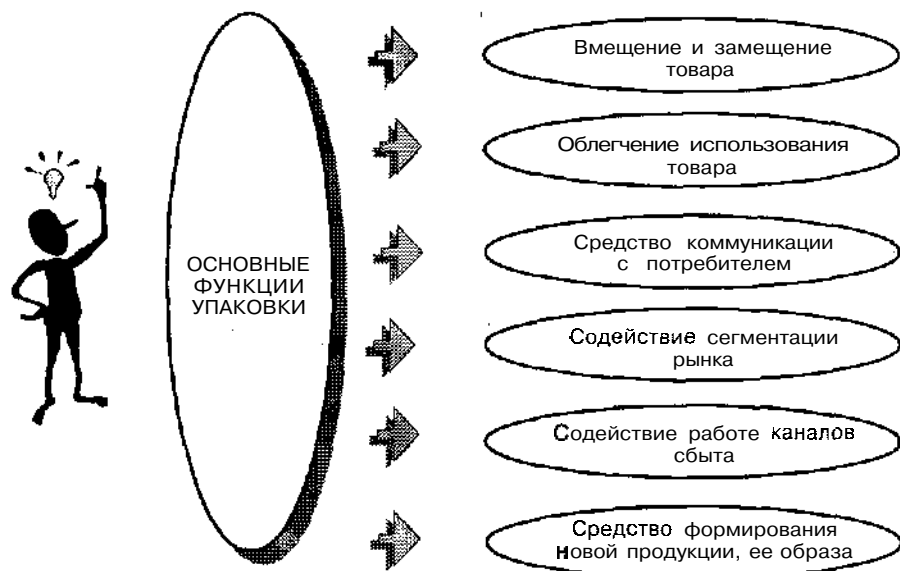 ОСНОВНЫЕ
ФУНКЦИИ
УПАКОВКИ
Вмещение и замещение
товара
Облегчение использования
товара
Средство коммуникации
с потребителем
Содействие сегментации
рынка
Содействие работе каналов
сбыта
Средство формирования
новой продукции, ее образа